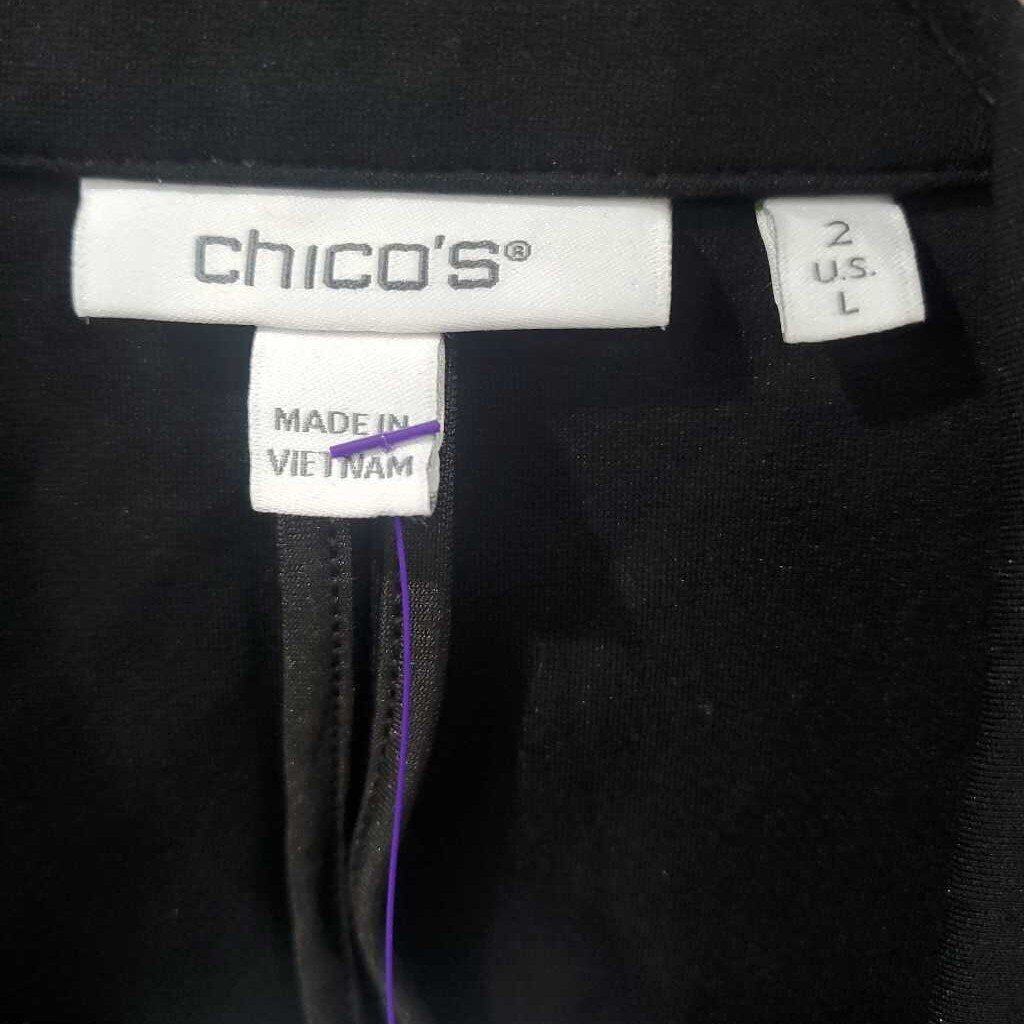 chico's®
2
U.S.
L
MADE IN
VIETNAM